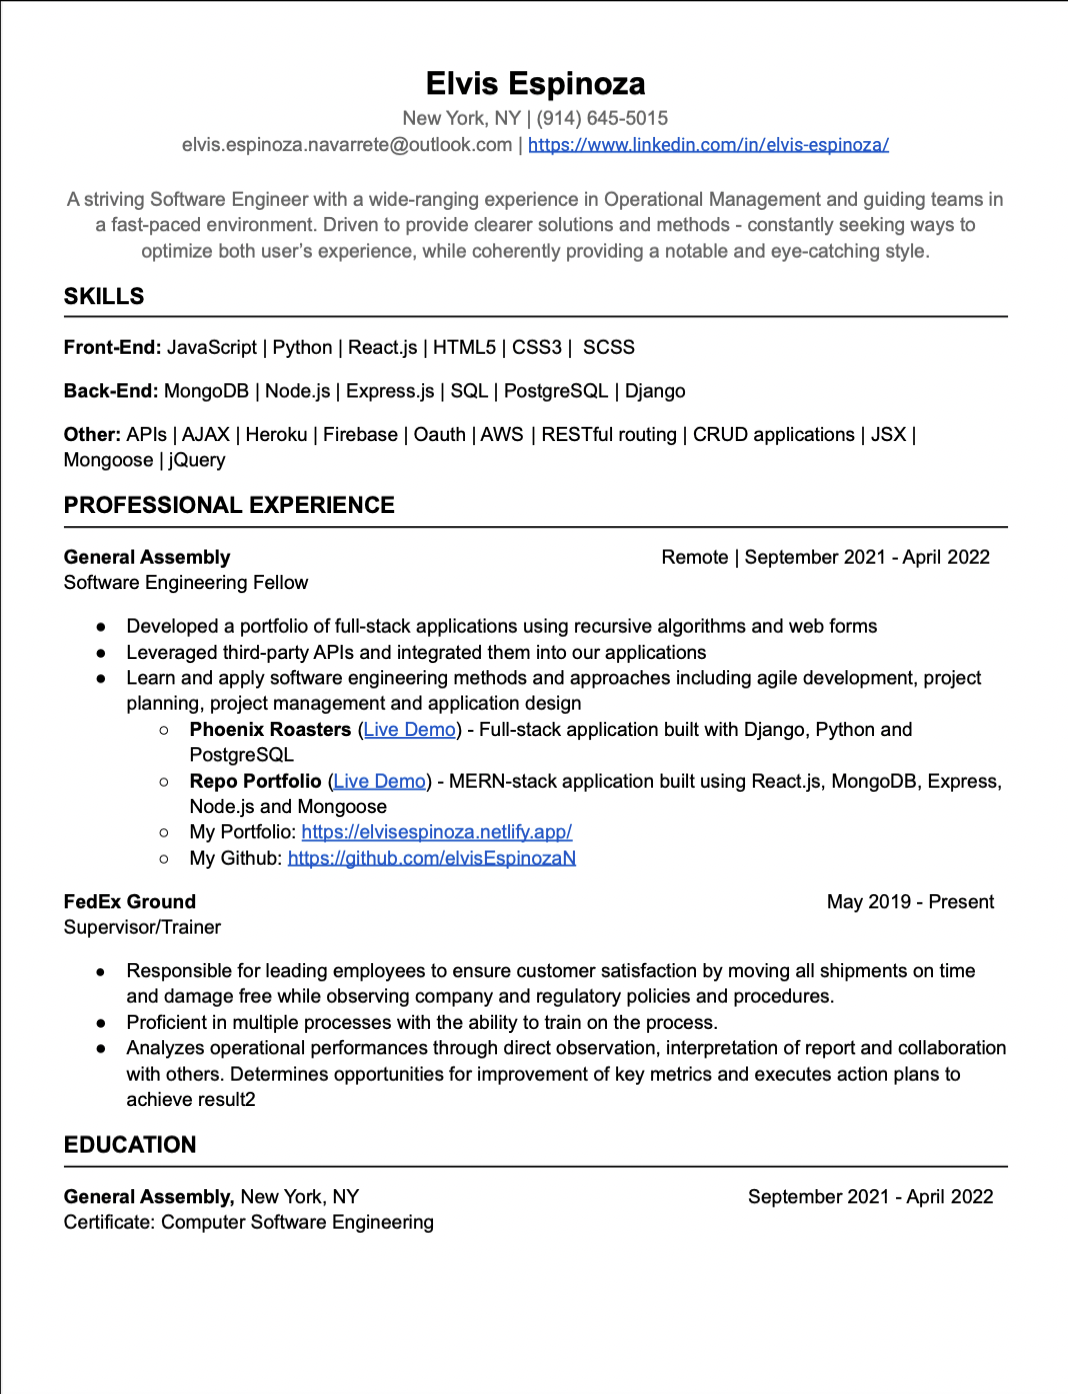 Elvis Espinoza
New York, NY | (914) 645-5015
elvis.espinoza.navarrete@outlook.com | https://www.linkedin.com/in/elvis-espinoza/
A striving Software Engineer with a wide-ranging experience in Operational Management and guiding teams in
a fast-paced environment. Driven to provide clearer solutions and methods - constantly seeking ways to
optimize both user’s experience, while coherently providing a notable and eye-catching style.
SKILLS
Front-End: JavaScript | Python | React.js | HTML5 | CSS3 | SCSS
Back-End: MongoDB | Node.js | Express.js | SQL | PostgreSQL | Django
Other: APIs | AJAX | Heroku | Firebase | Oauth | AWS | RESTful routing | CRUD applications | JSX |
Mongoose | jQuery
PROFESSIONAL EXPERIENCE
General Assembly Remote | September 2021 - April 2022
Software Engineering Fellow
● Developed a portfolio of full-stack applications using recursive algorithms and web forms
● Leveraged third-party APIs and integrated them into our applications
● Learn and apply software engineering methods and approaches including agile development, project
planning, project management and application design
○ Phoenix Roasters (Live Demo) - Full-stack application built with Django, Python and
PostgreSQL
○ Repo Portfolio (Live Demo) - MERN-stack application built using React.js, MongoDB, Express,
Node.js and Mongoose
○ My Portfolio: https://elvisespinoza.netlify.app/
○ My Github: https://github.com/elvisEspinozaN
FedEx Ground May 2019 - Present
Supervisor/Trainer
● Responsible for leading employees to ensure customer satisfaction by moving all shipments on time
and damage free while observing company and regulatory policies and procedures.
● Proficient in multiple processes with the ability to train on the process.
● Analyzes operational performances through direct observation, interpretation of report and collaboration
with others. Determines opportunities for improvement of key metrics and executes action plans to
achieve result2
EDUCATION
General Assembly, New York, NY September 2021 - April 2022
Certificate: Computer Software Engineering